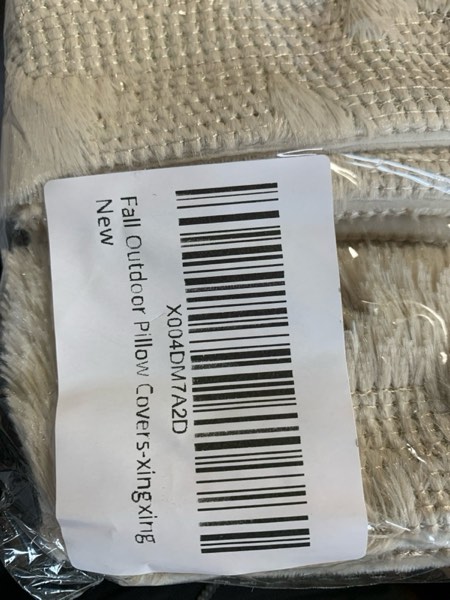 X004DM7A2D
Fall Outdoor Pillow Covers-xingxing
New